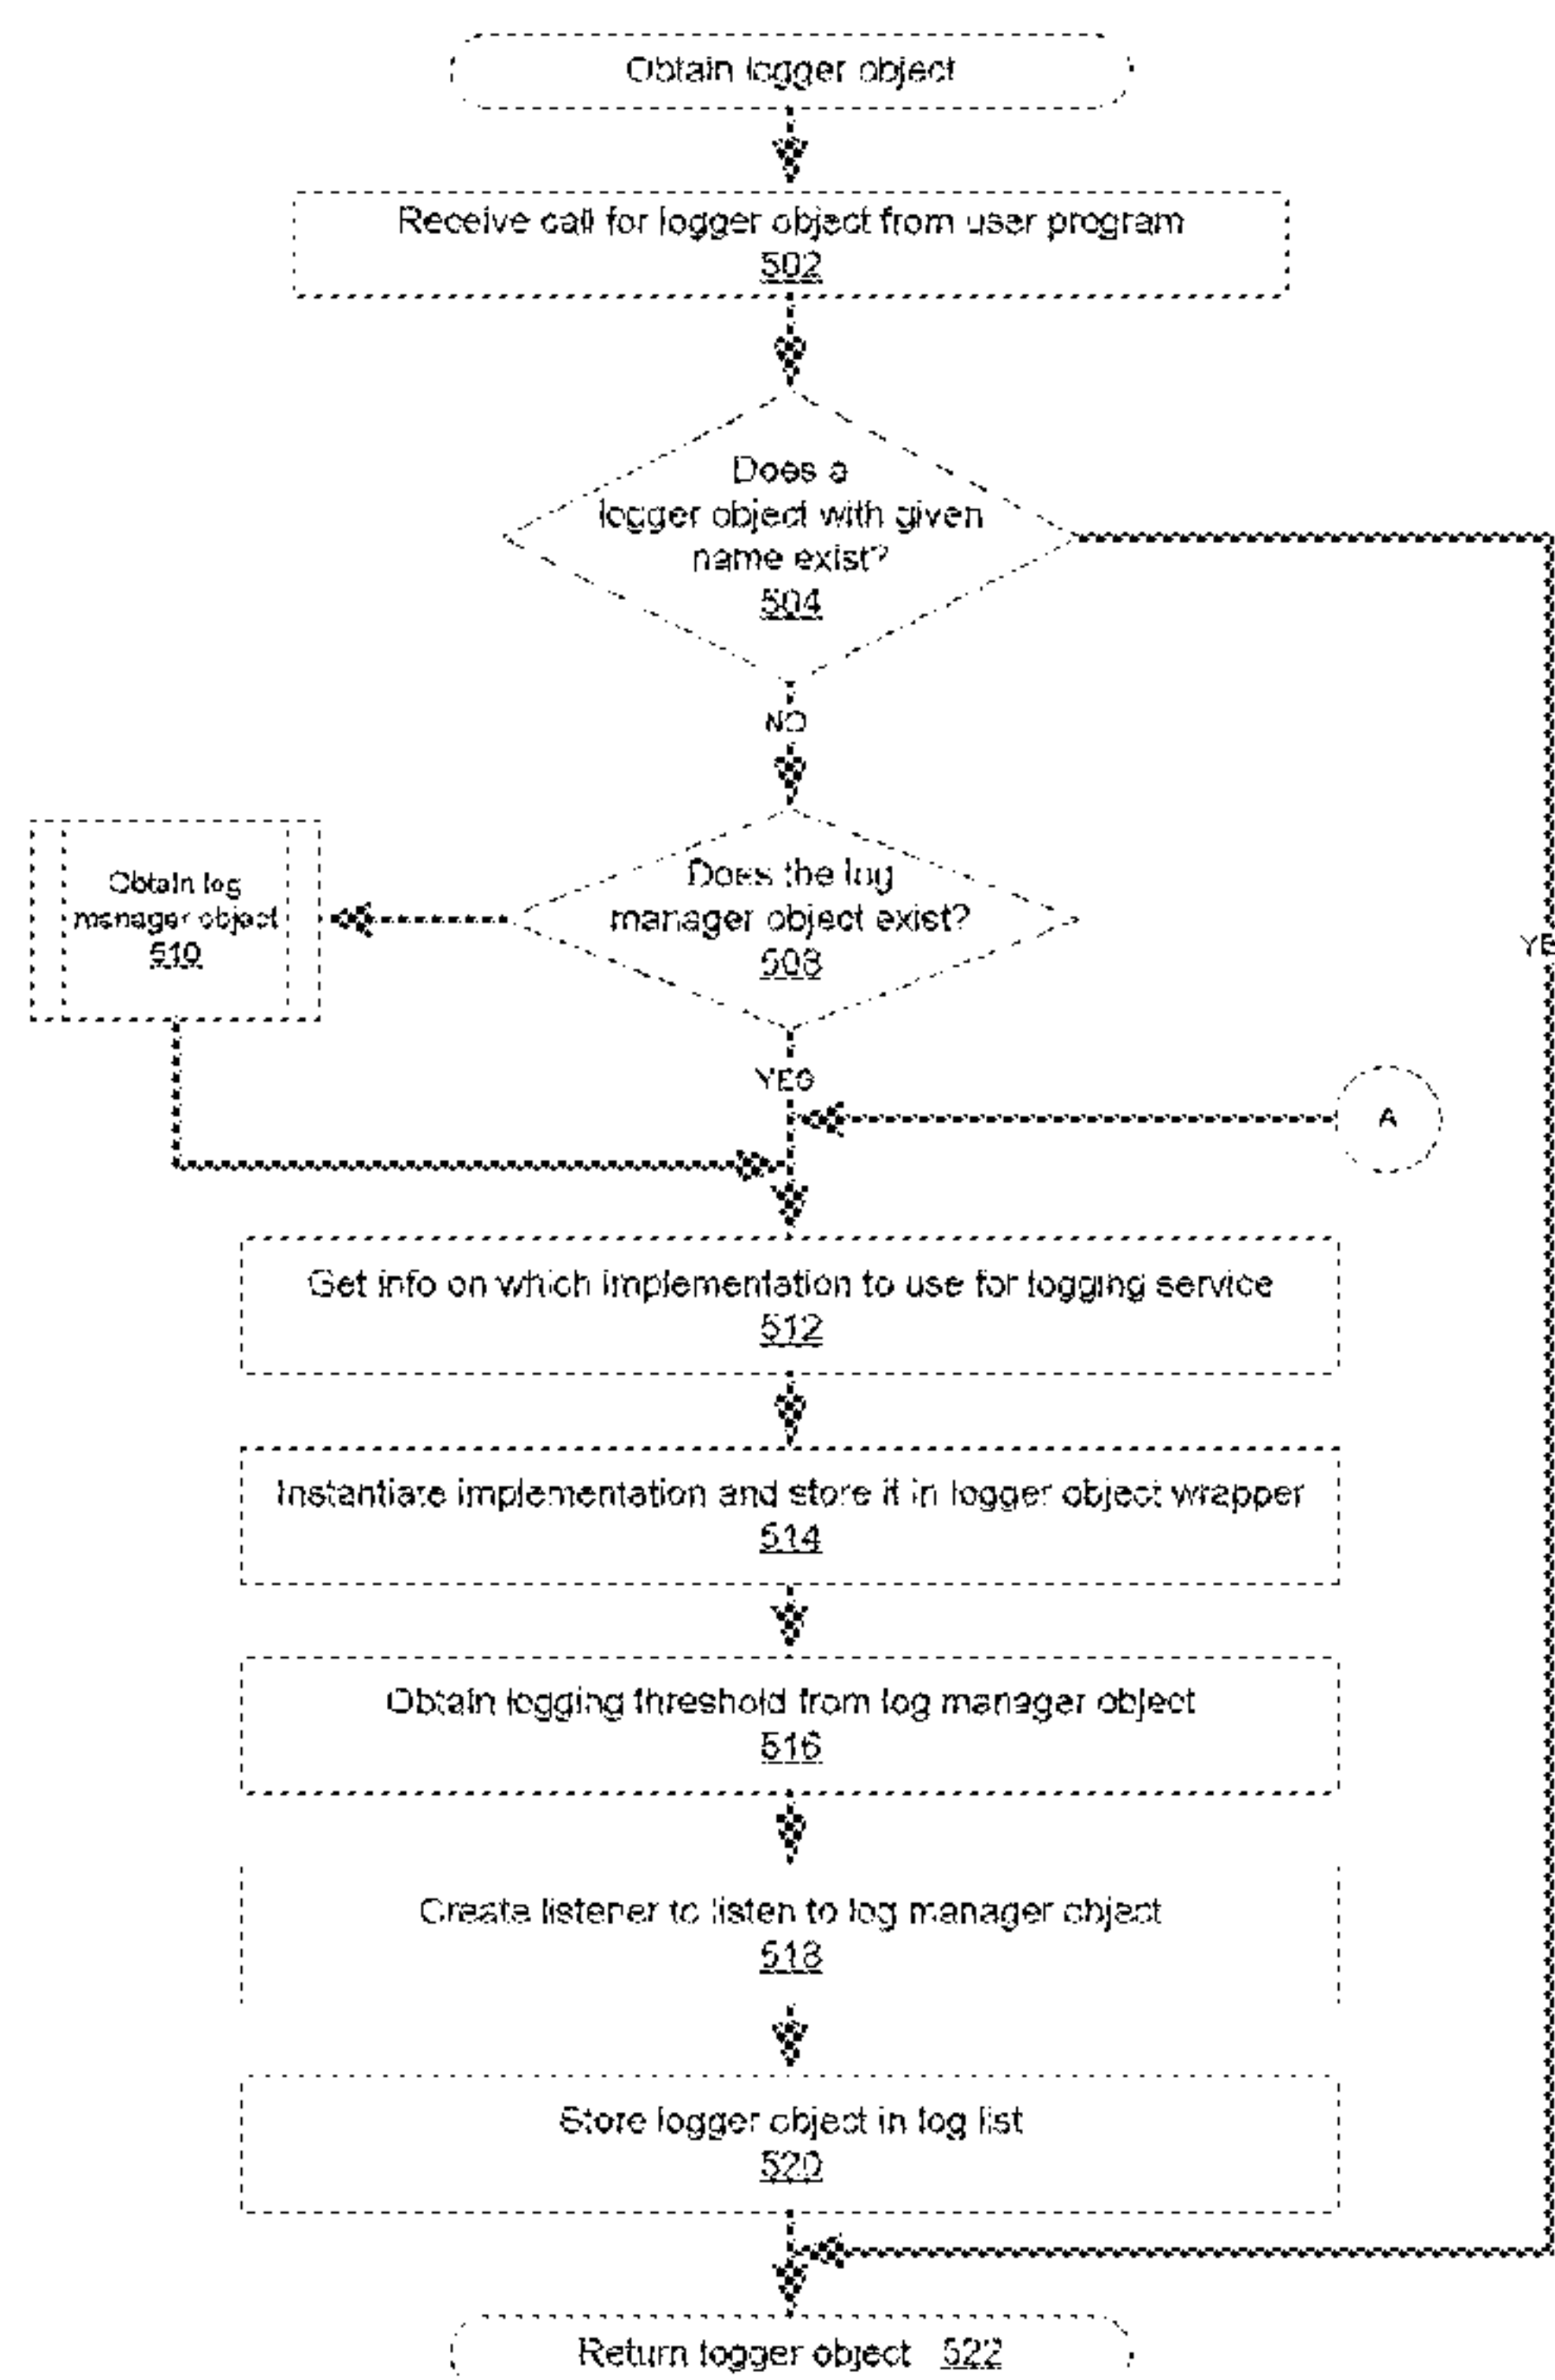 Obtain logger object
Receive call for logger object from user program
502
Does a
logger object with given
name exist?
504
NO
Does the log
manager object exist?
508
Obtain log
manager object
510
YE
YES
A
Get info on which implementation to use for logging service
512
Instantiate implementation and store it in logger object wrapper
514
Obtain logging threshold from log manager object
516
Create listener to listen to log manager object
518
Store logger object in log list
520
Return logger object 522